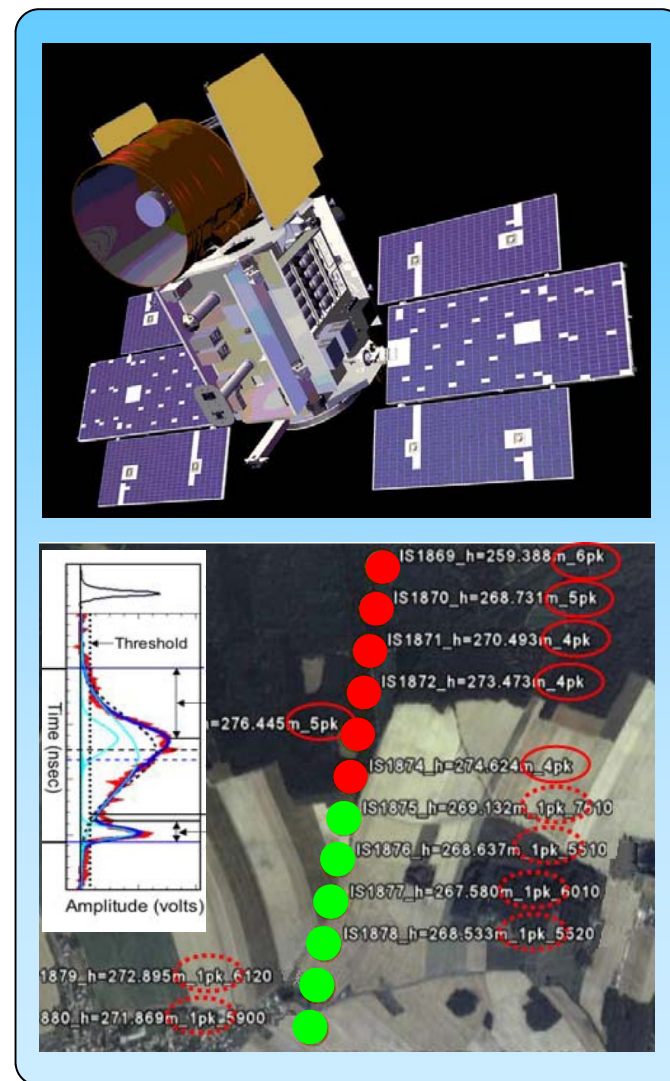 IS1869_h=259.388m_6pk
IS1870_h=268.731m_5pk
Threshold
IS1871_h=270.493m_4pk
IS1872_h=273.473m_4pk
=276.445m_5pk
Time (nsec)
IS1874_h=274.624m_4pk
IS1875_h=269.132m_1pk_7610
IS1876_h=268.637m_1pk_5510
IS1877_h=267.580m_1pk_6010
Amplitude (volts)
IS1878_h=268.533m_1pk_5520
1879_h=272.895m_1pk_6120
880_h=271.869m_1pk_5900